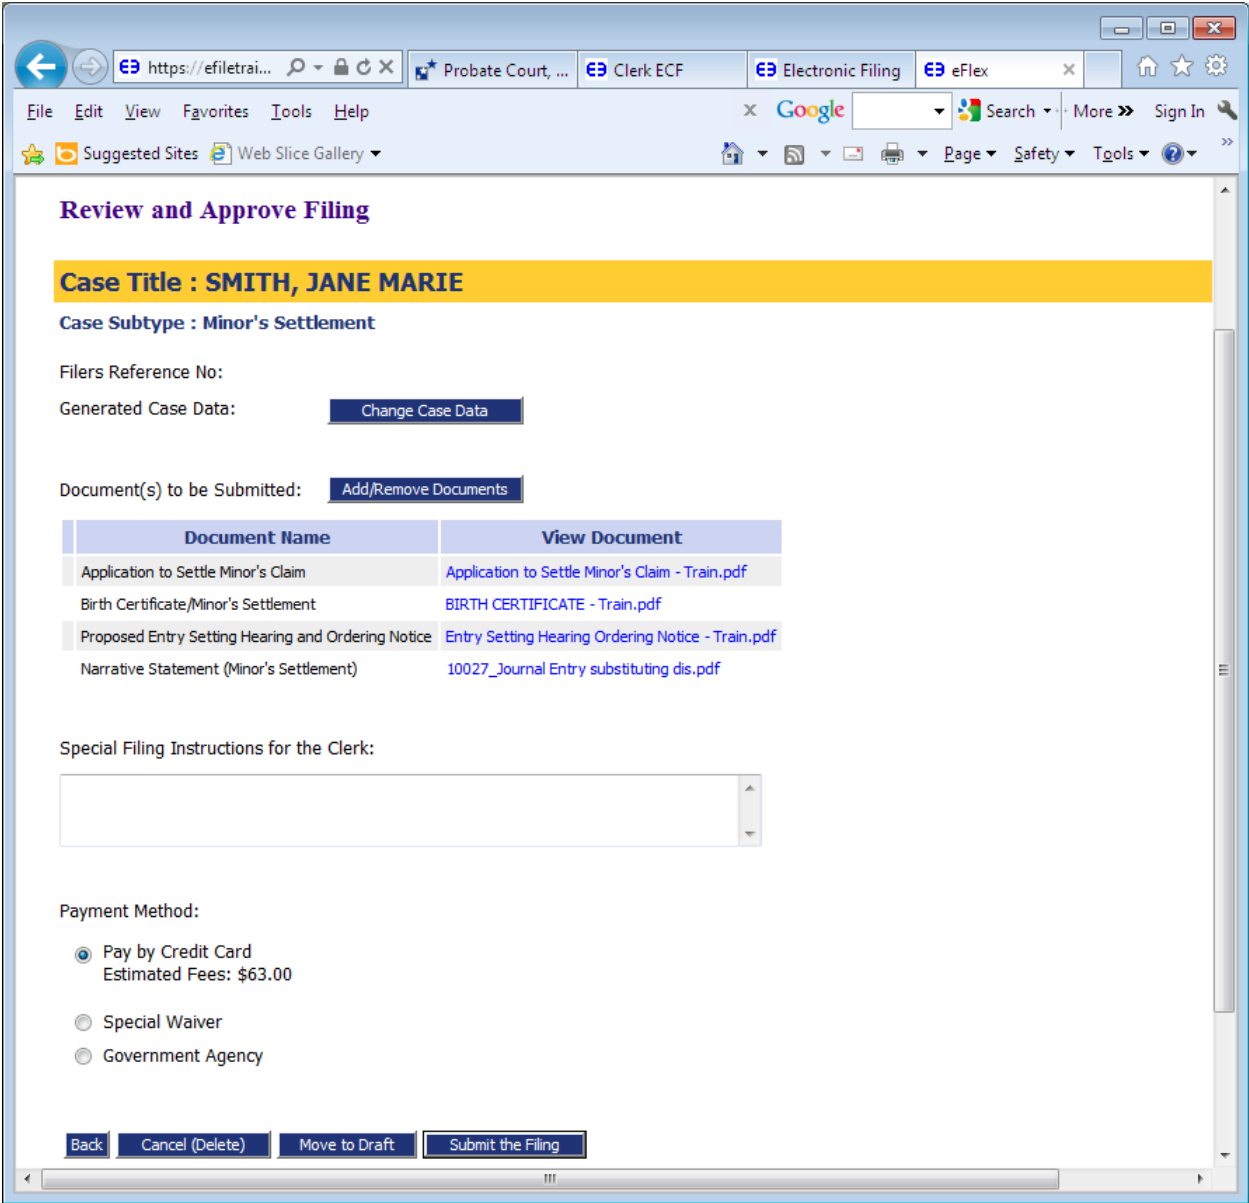 https://efiletrai...
Probate Court, ...
Clerk ECF
Electronic Filing
eFlex
File Edit View Favorites Tools Help
Google
Search
More »
Sign In
Suggested Sites
Web Slice Gallery
Page
Safety
Tools
Review and Approve Filing
Case Title : SMITH, JANE MARIE
Case Subtype : Minor's Settlement
Filers Reference No:
Generated Case Data: Change Case Data
Document(s) to be Submitted: Add/Remove Documents
Document Name View Document
Application to Settle Minor's Claim Application to Settle Minor's Claim - Train.pdf
Birth Certificate/Minor's Settlement BIRTH CERTIFICATE - Train.pdf
Proposed Entry Setting Hearing and Ordering Notice Entry Setting Hearing Ordering Notice - Train.pdf
Narrative Statement (Minor's Settlement) 10027_Journal Entry substituting dis.pdf
Special Filing Instructions for the Clerk:
Payment Method:
Pay by Credit Card
Estimated Fees: $63.00
Special Waiver
Government Agency
Back Cancel (Delete) Move to Draft Submit the Filing